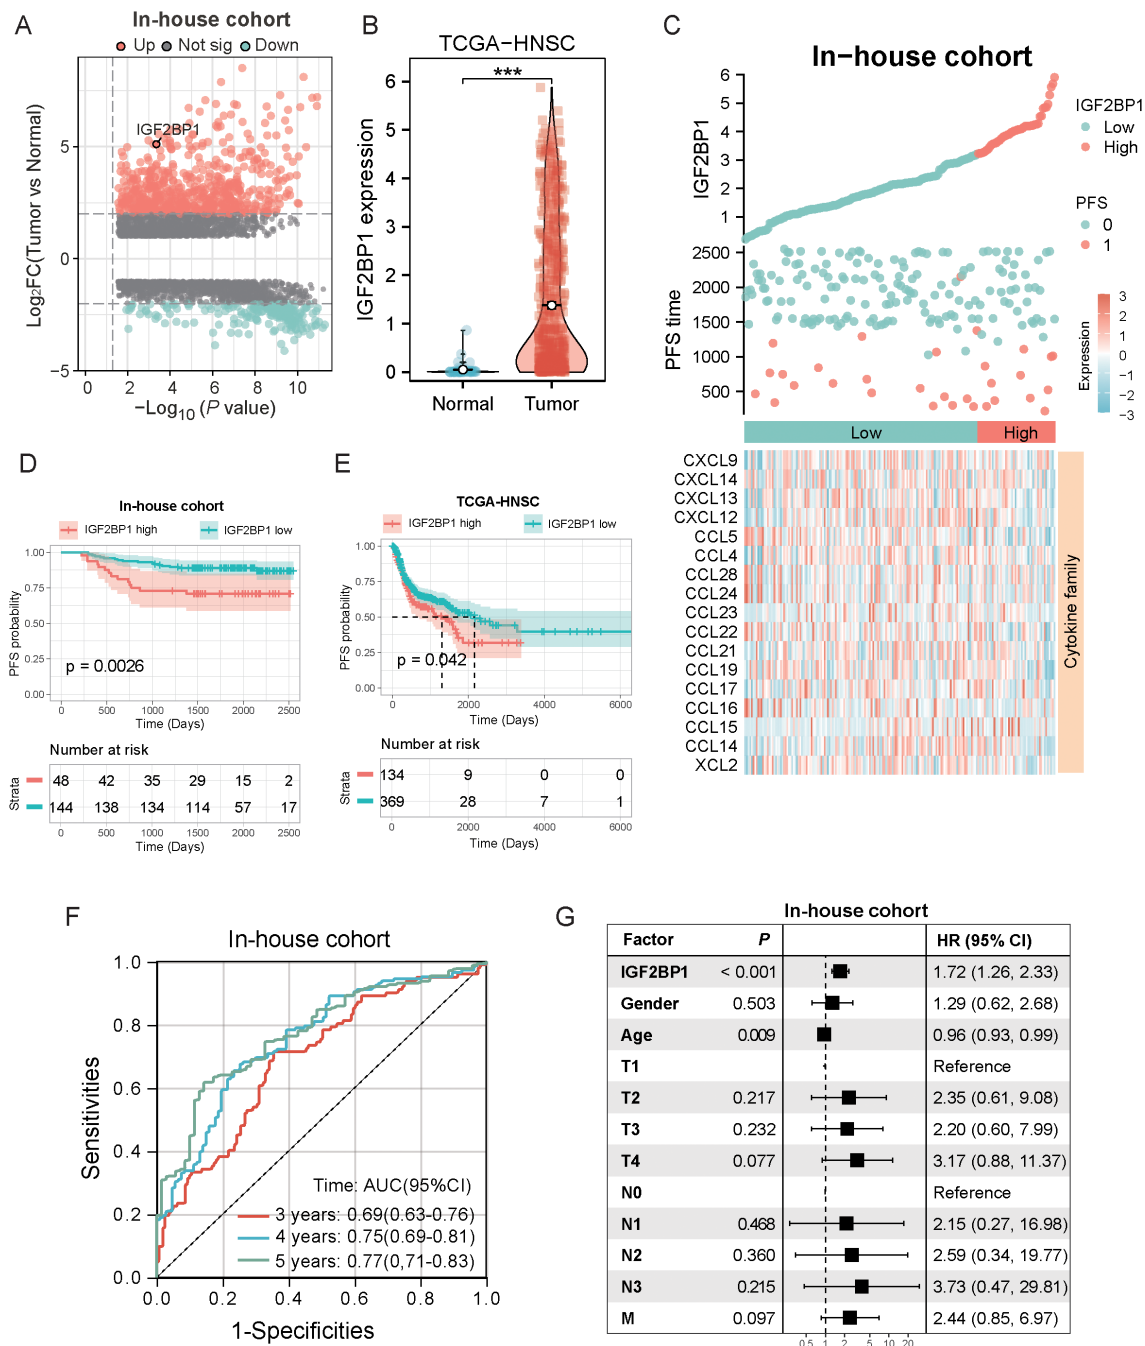 A
In-house cohort
Up Not sig Down
Log2FC(Tumor vs Normal)
IGF2BP1
5
0
−5
0 2 4 6 8 10
−Log10 (P value)
B
TCGA−HNSC
***
IGF2BP1 expression
6
5
4
3
2
1
0
Normal Tumor
C
In−house cohort
IGF2BP1
6
5
4
3
2
1
PFS time
2500
2000
1500
1000
500
IGF2BP1
Low
High
PFS
0
1
Expression
3
2
1
0
−1
−2
−3
Low High
CXCL9
CXCL14
CXCL13
CXCL12
CCL5
CCL4
CCL28
CCL24
CCL23
CCL22
CCL21
CCL19
CCL17
CCL16
CCL15
CCL14
XCL2
Cytokine family
D
In-house cohort
IGF2BP1 high IGF2BP1 low
PFS probability
1.00
0.75
0.50
0.25
0.00
p = 0.0026
0 500 1000 1500 2000 2500
Time (Days)
Number at risk
Strata
48 42 35 29 15 2
144 138 134 114 57 17
0 500 1000 1500 2000 2500
Time (Days)
E
TCGA-HNSC
IGF2BP1 high IGF2BP1 low
PFS probability
1.00
0.75
0.50
0.25
0.00
p = 0.042
0 2000 4000 6000
Time (Days)
Number at risk
Strata
134 9 0 0
369 28 7 1
0 2000 4000 6000
Time (Days)
F
In-house cohort
Sensitivities
1.0
0.8
0.6
0.4
0.2
0.0
Time: AUC(95%CI)
3 years: 0.69(0.63-0.76)
4 years: 0.75(0.69-0.81)
5 years: 0.77(0,71-0.83)
0.0 0.2 0.4 0.6 0.8 1.0
1-Specificities
G
In-house cohort
Factor P HR (95% CI)
IGF2BP1 < 0.001 1.72 (1.26, 2.33)
Gender 0.503 1.29 (0.62, 2.68)
Age 0.009 0.96 (0.93, 0.99)
T1 Reference
T2 0.217 2.35 (0.61, 9.08)
T3 0.232 2.20 (0.60, 7.99)
T4 0.077 3.17 (0.88, 11.37)
N0 Reference
N1 0.468 2.15 (0.27, 16.98)
N2 0.360 2.59 (0.34, 19.77)
N3 0.215 3.73 (0.47, 29.81)
M 0.097 2.44 (0.85, 6.97)
0.5 1 2 5 10 20